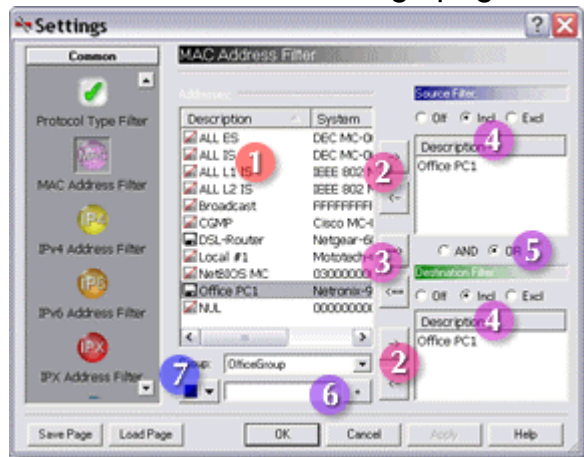 Settings
Common
Protocol Type Filter
MAC Address Filter
IPv4 Address Filter
IPv6 Address Filter
IPX Address Filter
MAC Address Filter
Addresses:
Description System
ALL ES DEC MC-0
ALL IS DEC MC-0
ALL L1 IS IEEE 802
ALL L2 IS IEEE 802
Broadcast FFFFFFFF
CGMP Cisco MC-
DSL-Router Netgear-6
Local #1 Mototech-
NetBIOS MC 03000000
Office PC1 Netronix-9
NUL 00000000
Group: OfficeGroup
Source Filter:
Off Incl Excl
Description
Office PC1
AND OR
Destination Filter:
Off Incl Excl
Description
Office PC1
1
2
3
4
5
4
2
6
7
Save Page Load Page OK Cancel Apply Help